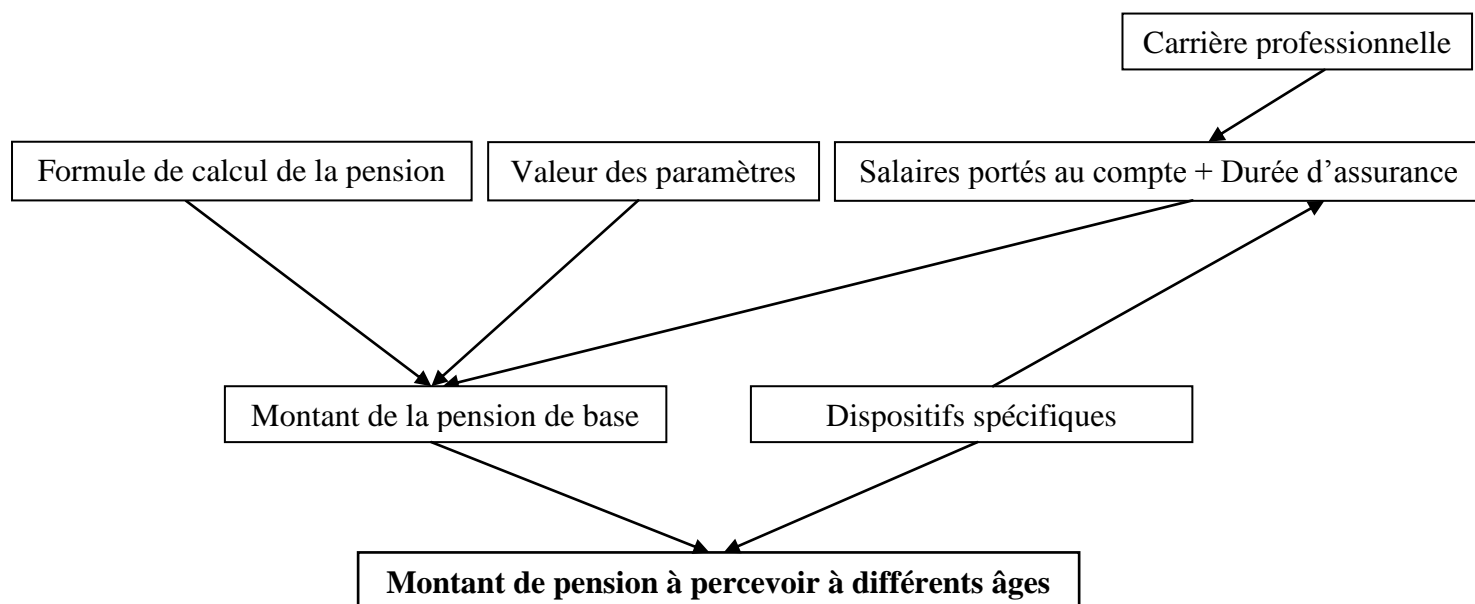 Carrière professionnelle
Formule de calcul de la pension
Valeur des paramètres
Salaires portés au compte + Durée d’assurance
Montant de la pension de base
Dispositifs spécifiques
Montant de pension à percevoir à différents âges